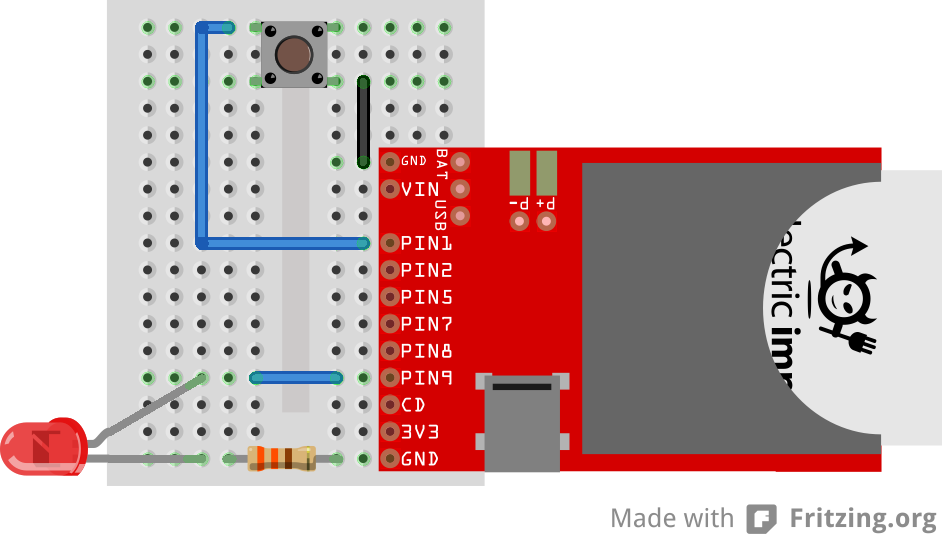 GND
BAT
VIN
USB
P-
P+
PIN1
PIN2
PIN5
PIN7
PIN8
PIN9
CD
3V3
GND
lectric imp
Made with Fritzing.org